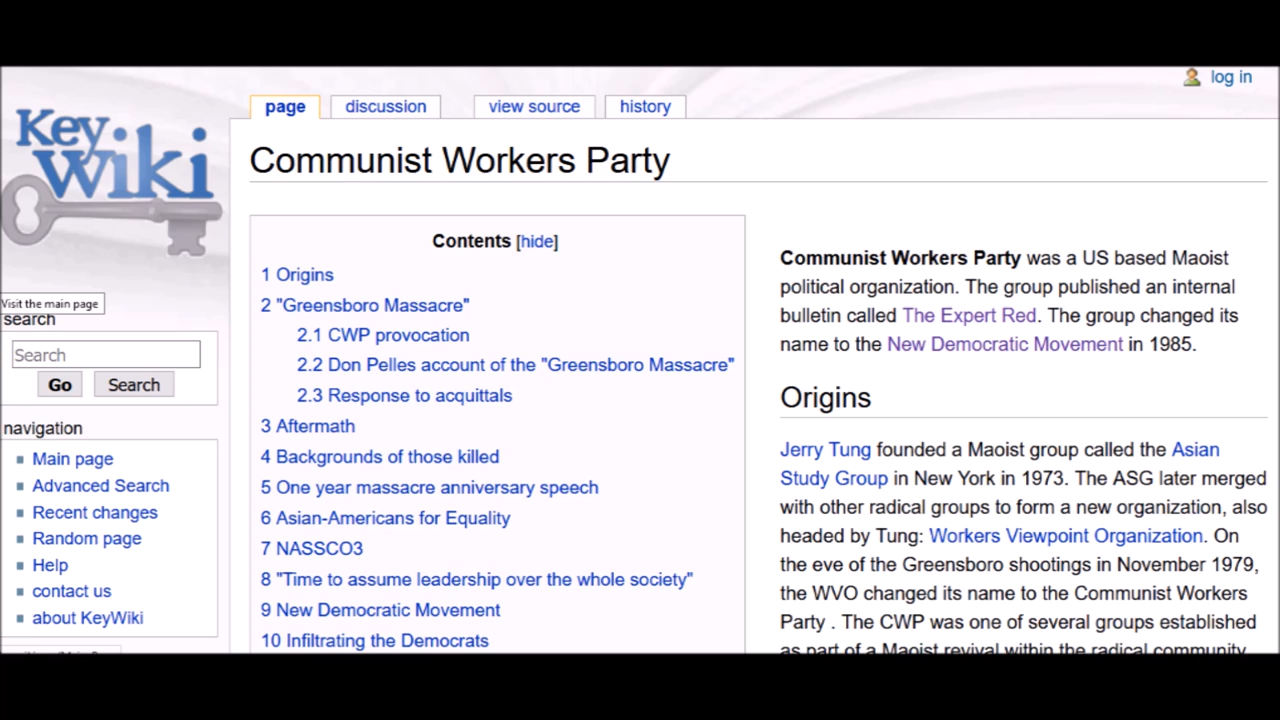 log in
page
discussion
view source
history
Key
Wiki
Communist Workers Party
Visit the main page
search
Search
Go
Search
navigation
Main page
Advanced Search
Recent changes
Random page
Help
contact us
about KeyWiki
Contents [hide]
1 Origins
2 "Greensboro Massacre"
2.1 CWP provocation
2.2 Don Pelles account of the "Greensboro Massacre"
2.3 Response to acquittals
3 Aftermath
4 Backgrounds of those killed
5 One year massacre anniversary speech
6 Asian-Americans for Equality
7 NASSCO3
8 "Time to assume leadership over the whole society"
9 New Democratic Movement
10 Infiltrating the Democrats
Communist Workers Party was a US based Maoist
political organization. The group published an internal
bulletin called The Expert Red. The group changed its
name to the New Democratic Movement in 1985.
Origins
Jerry Tung founded a Maoist group called the Asian
Study Group in New York in 1973. The ASG later merged
with other radical groups to form a new organization, also
headed by Tung: Workers Viewpoint Organization. On
the eve of the Greensboro shootings in November 1979,
the WVO changed its name to the Communist Workers
Party . The CWP was one of several groups established
as part of a Maoist revival within the radical community